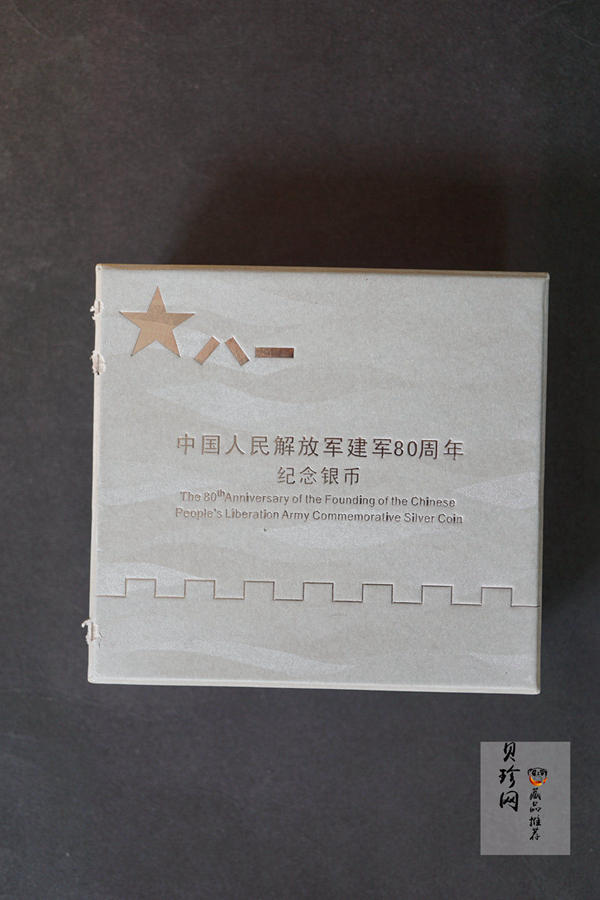 八一
中国人民解放军建军80周年
纪念银币
The 80thAnniversary of the Founding of the Chinese
People's Liberation Army Commemorative Silver Coin
贝珍网
藏品推荐